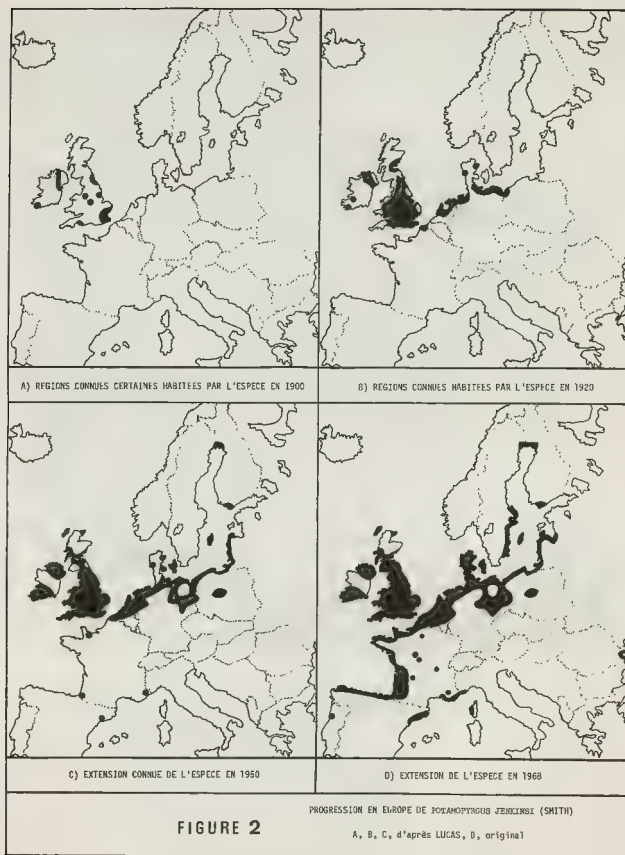 A) REGIONS CONNUES CERTAINES HABITEES PAR L'ESPECE EN 1900
B) REGIONS CONNUES HABITEES PAR L'ESPECE EN 1920
C) EXTENSION CONNUE DE L'ESPECE EN 1950
D) EXTENSION DE L'ESPECE EN 1968
FIGURE 2
PROGRESSION EN EUROPE DE POTAMOPYRGUS JENKINSI (SMITH)
A, B, C, d'après LUCAS, D, original